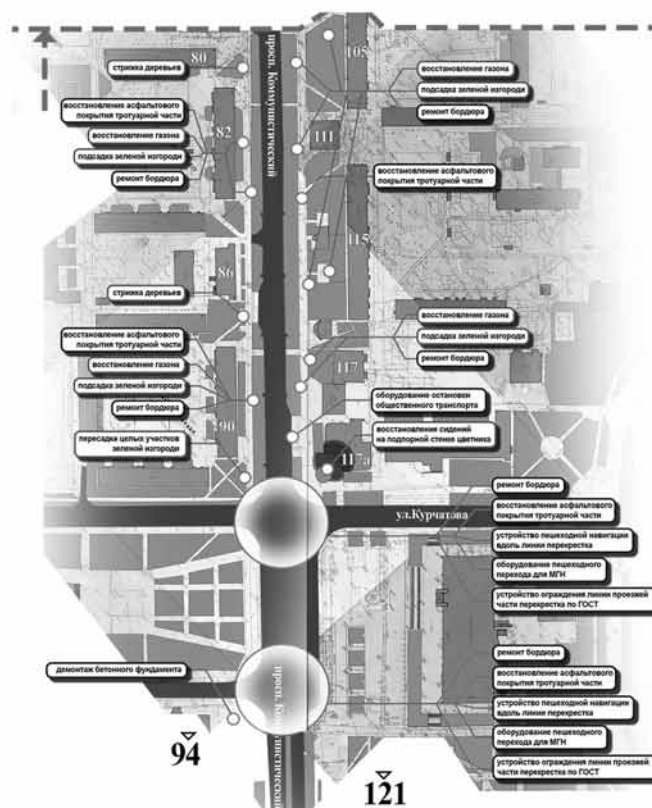 просп. Коммунистический
80
105
стрижка деревьев
восстановление газона
подсадка зеленой изгороди
ремонт бордюра
восстановление асфальтового
покрытия тротуарной части
82
111
восстановление газона
подсадка зеленой изгороди
ремонт бордюра
восстановление асфальтового
покрытия тротуарной части
115
86
стрижка деревьев
восстановление газона
подсадка зеленой изгороди
ремонт бордюра
восстановление асфальтового
покрытия тротуарной части
восстановление газона
подсадка зеленой изгороди
ремонт бордюра
90
117
оборудование остановек
общественного транспорта
пересадка целых участков
зеленой изгороди
восстановление сидений
на подпорной стенке цветника
117а
ул.Курчатова
ремонт бордюра
восстановление асфальтового
покрытия тротуарной части
устройство пешеходной навигации
вдоль линии перекрестка
оборудование пешеходного
перехода для МГН
устройство ограждения линии проезжей
части перекрестка по ГОСТ
демонтаж бетонного фундамента
просп. Коммунистический
ремонт бордюра
восстановление асфальтового
покрытия тротуарной части
устройство пешеходной навигации
вдоль линии перекрестка
оборудование пешеходного
перехода для МГН
устройство ограждения линии проезжей
части перекрестка по ГОСТ
94
121